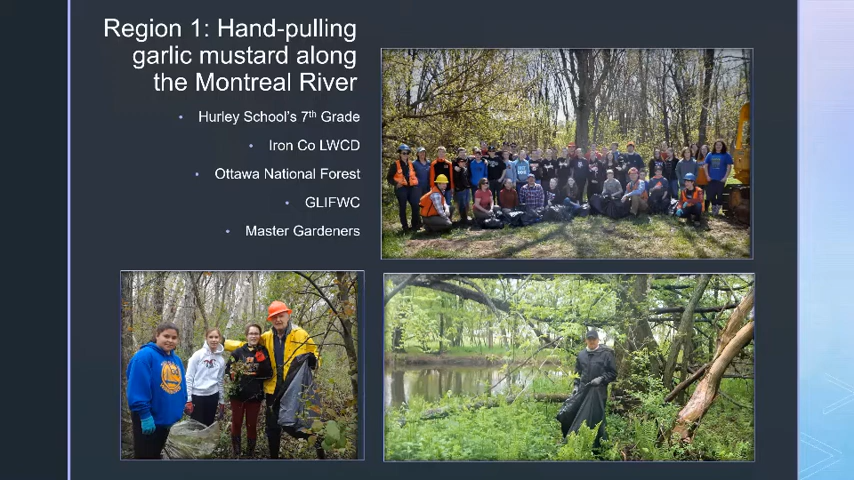 Region 1: Hand-pulling
garlic mustard along
the Montreal River
• Hurley School's 7th Grade
• Iron Co LWCD
• Ottawa National Forest
• GLIFWC
• Master Gardeners